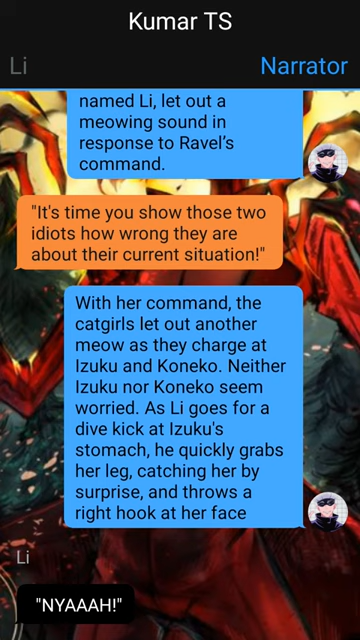 Kumar TS
Li
Narrator
named Li, let out a
meowing sound in
response to Ravel's
command.
"It's time you show those two
idiots how wrong they are
about their current situation!"
With her command, the
catgirls let out another
meow as they charge at
Izuku and Koneko. Neither
Izuku nor Koneko seem
worried. As Li goes for a
dive kick at Izuku's
stomach, he quickly grabs
her leg, catching her by
surprise, and throws a
right hook at her face
Li
"NYAAAH!"